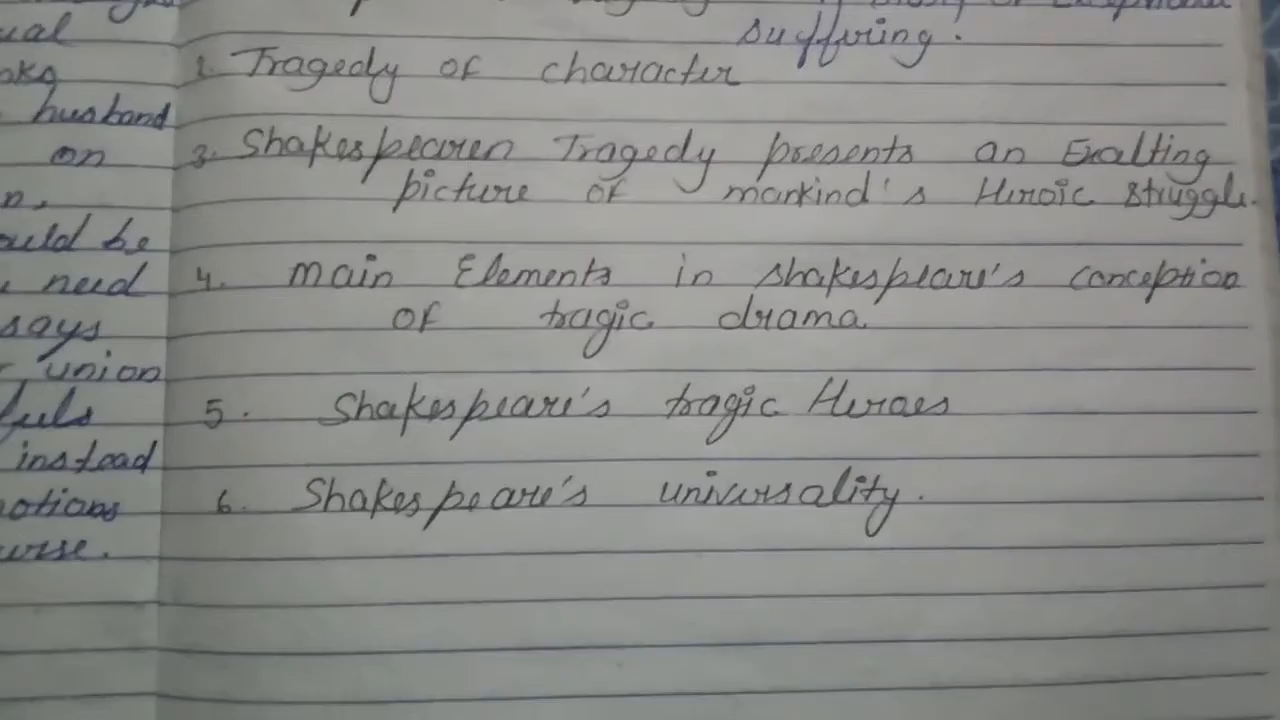 suffering.
ual
2. Tragedy of character
husband
on
3. Shakespearen Tragedy presents an Exalting
picture of mankind's Heroic struggle.
ould be
need
4. main Elements in shakespeare's conception
says
of tragic drama.
union
5. Shakespeare's tragic Heroes
instead
6. Shakespeare's universality.
otions